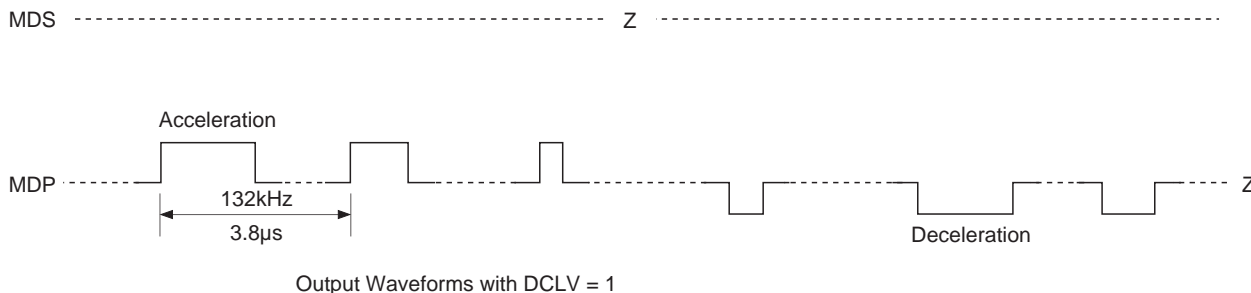 MDS Z
Acceleration
MDP Z
132kHz
3.8µs
Deceleration
Output Waveforms with DCLV = 1